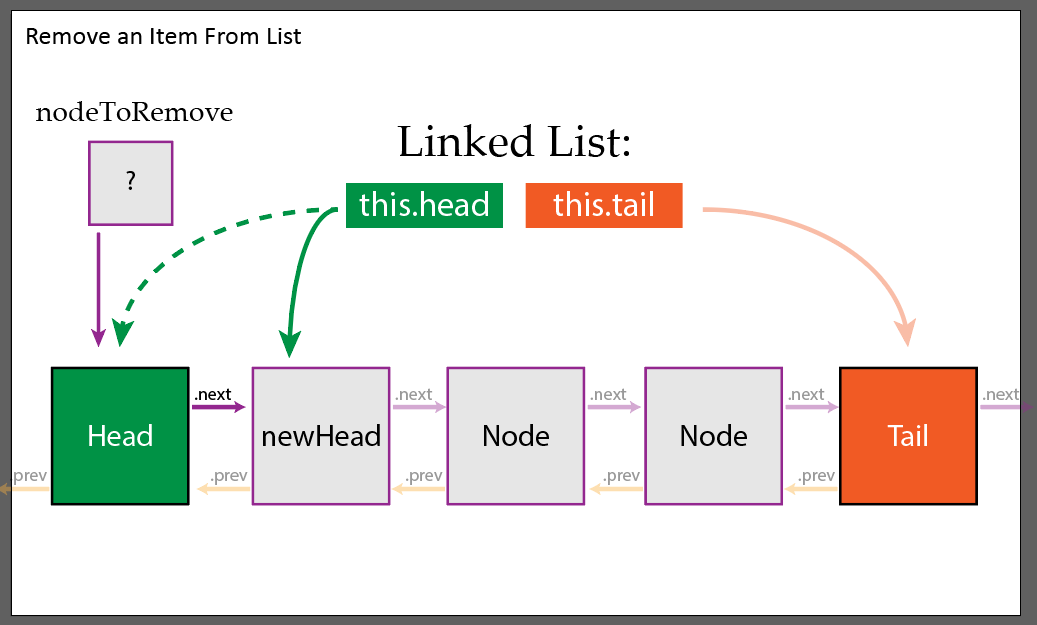 Remove an Item From List
nodeToRemove
?
Linked List:
this.head
this.tail
.next
.next
.next
.next
.next
Head
newHead
Node
Node
Tail
.prev
.prev
.prev
.prev
.prev